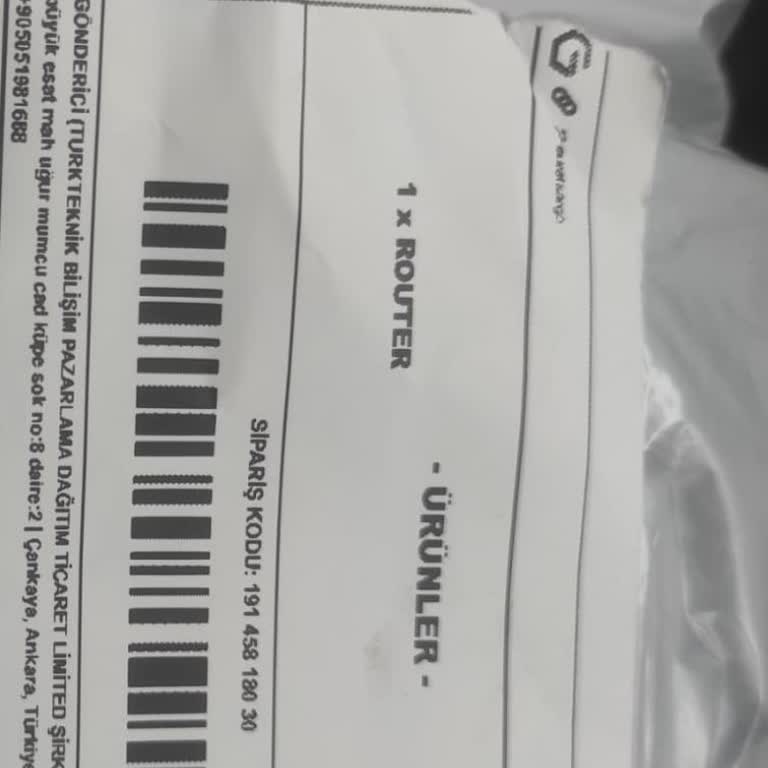 - ÜRÜNLER -
1 x ROUTER
SİPARİŞ KODU: 191 458 180 30
GÖNDERİCİ (TURKTEKNİK BİLİŞİM PAZARLAMA DAĞITIM TİCARET LİMİTED ŞİRK
büyük esat mah uğur mumcu cad küpe sok no:8 daire:2 | Çankaya, Ankara, Türkiye
+905051981688